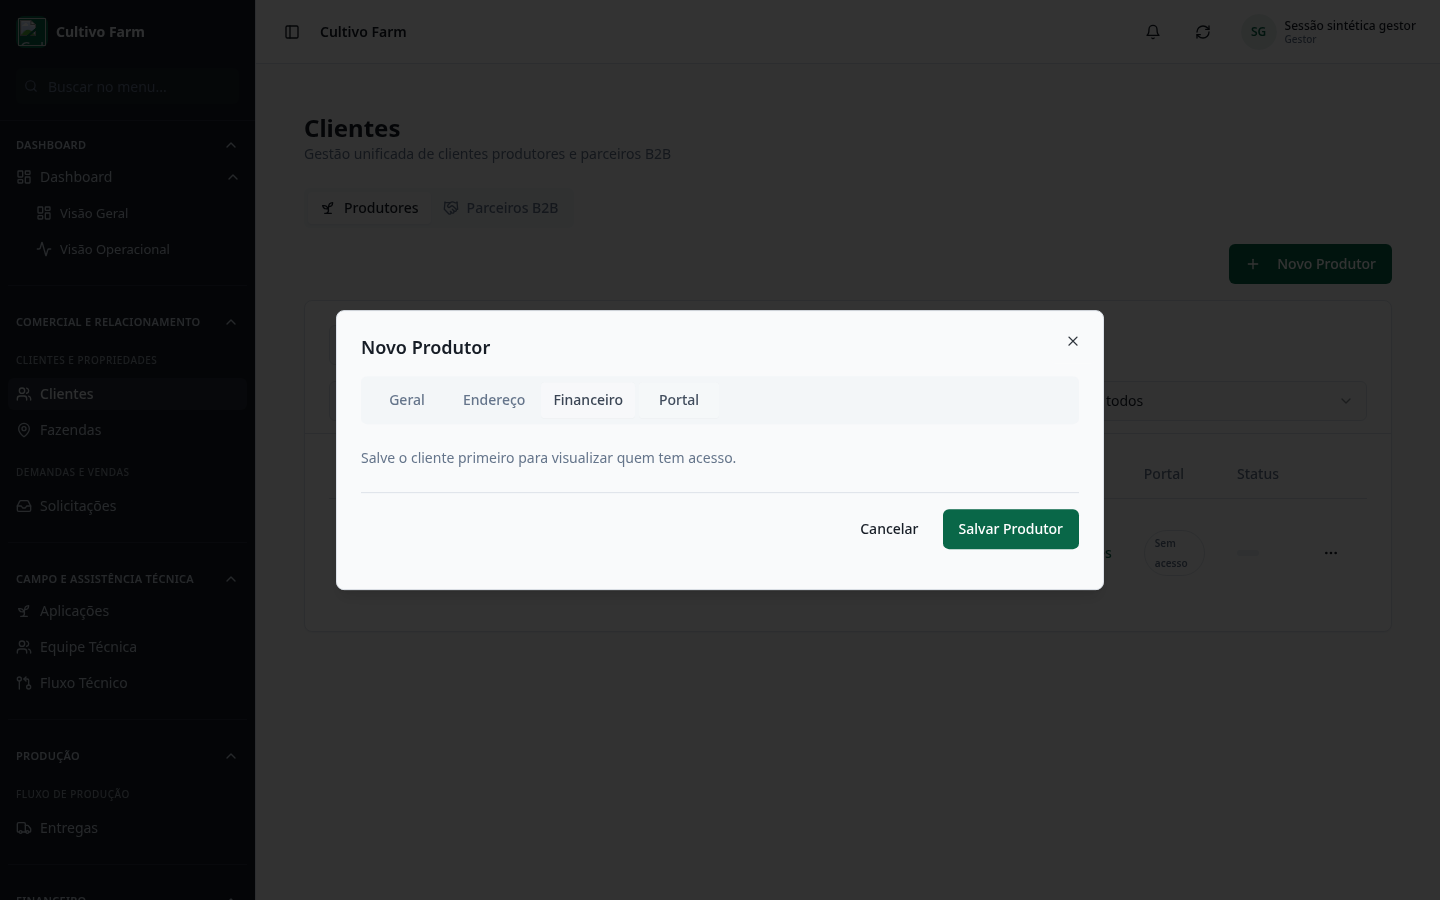 Cultivo Farm
Buscar no menu...
DASHBOARD
Dashboard
Visão Geral
Visão Operacional
COMERCIAL E RELACIONAMENTO
CLIENTES E PROPRIEDADES
Clientes
Fazendas
DEMANDAS E VENDAS
Solicitações
CAMPO E ASSISTÊNCIA TÉCNICA
Aplicações
Equipe Técnica
Fluxo Técnico
PRODUÇÃO
FLUXO DE PRODUÇÃO
Entregas
FINANCEIRO
Cultivo Farm
SG
Sessão sintética gestor
Gestor
Clientes
Gestão unificada de clientes produtores e parceiros B2B
Produtores
Parceiros B2B
Novo Produtor
todos
Portal
Status
Sem
acesso
Novo Produtor
Geral
Endereço
Financeiro
Portal
Salve o cliente primeiro para visualizar quem tem acesso.
Cancelar
Salvar Produtor